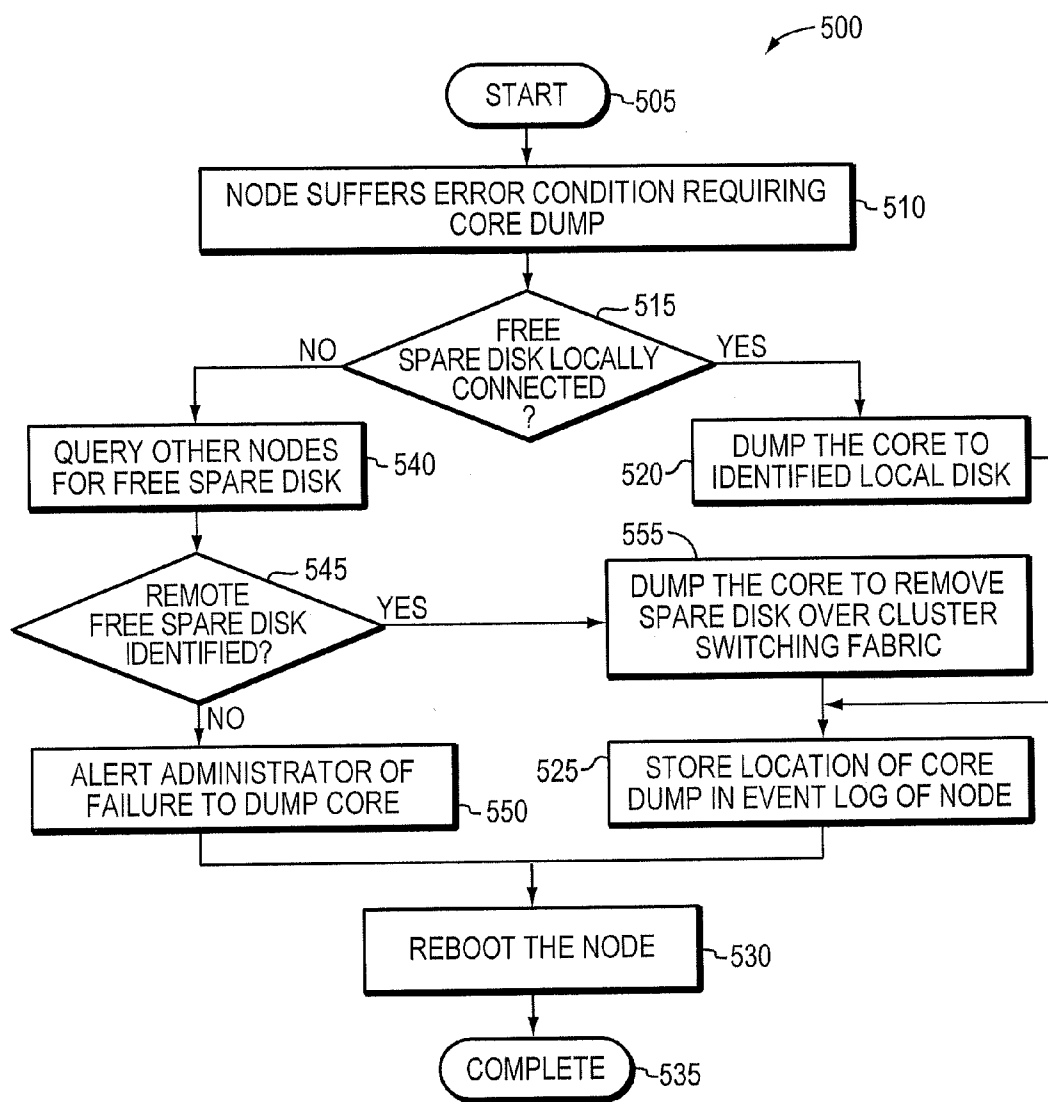 500
START
505
NODE SUFFERS ERROR CONDITION REQUIRING
CORE DUMP
510
515
FREE
SPARE DISK LOCALLY
CONNECTED
?
NO
YES
QUERY OTHER NODES
FOR FREE SPARE DISK
540
DUMP THE CORE TO
IDENTIFIED LOCAL DISK
520
545
REMOTE
FREE SPARE DISK
IDENTIFIED?
YES
NO
555
DUMP THE CORE TO REMOVE
SPARE DISK OVER CLUSTER
SWITCHING FABRIC
ALERT ADMINISTRATOR OF
FAILURE TO DUMP CORE
550
525
STORE LOCATION OF CORE
DUMP IN EVENT LOG OF NODE
REBOOT THE NODE
530
COMPLETE
535